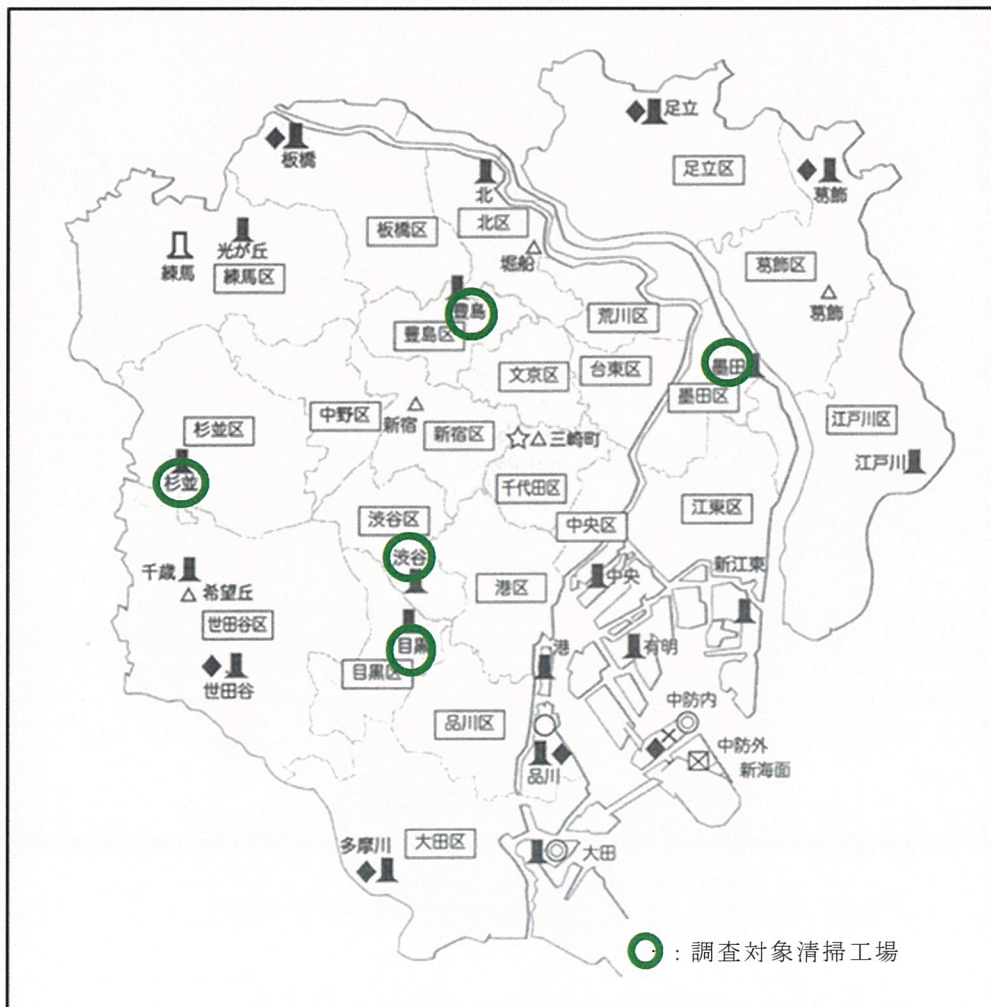 足立
板橋
足立区
北
葛飾
北区
板橋区
光が丘
練馬
堀船
練馬区
葛飾区
葛飾
豊島
荒川区
豊島区
墨田
文京区
台東区
墨田区
中野区
新宿
杉並区
新宿区
三崎町
江戸川区
江戸川
杉並
千代田区
江東区
渋谷区
中央区
渋谷
新江東
千歳
中央
港区
希望丘
世田谷区
目黒
港
有明
目黒区
世田谷
中防内
品川区
中防外
品川
新海面
多摩川
大田区
大田
:調査対象清掃工場